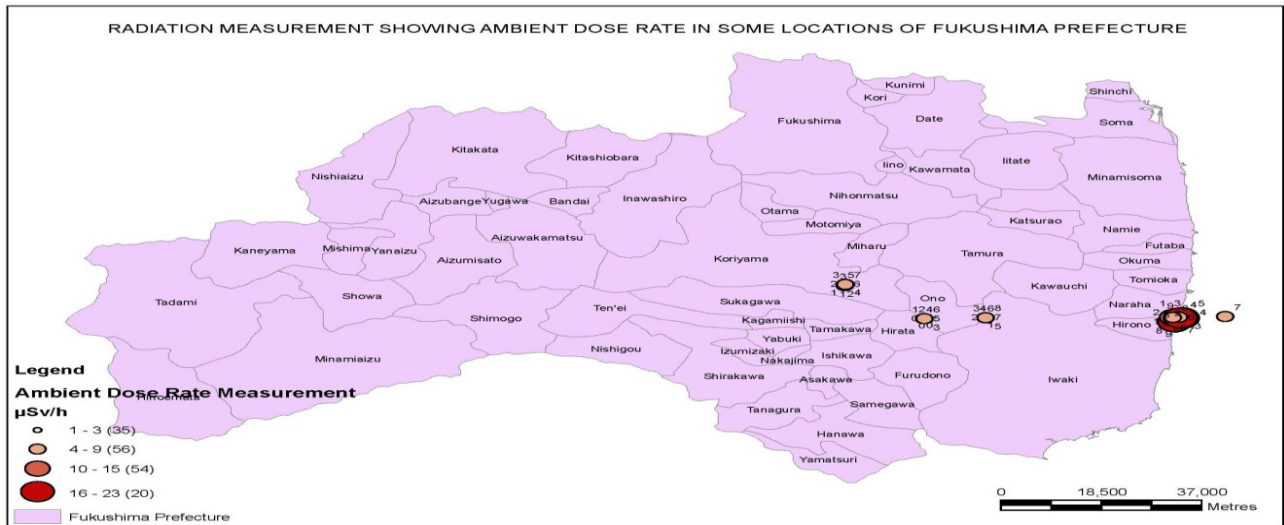 RADIATION MEASUREMENT SHOWING AMBIENT DOSE RATE IN SOME LOCATIONS OF FUKUSHIMA PREFECTURE
Kunimi
Kori
Shinchi
Fukushima
Date
Soma
Kitakata
Kitashiobara
Iino
Kawamata
Iitate
Nishiaizu
Minamisoma
Aizubange
Yugawa
Bandai
Inawashiro
Nihonmatsu
Otama
Motomiya
Katsurao
Namie
Kaneyama
Mishima
Yanaizu
Aizuwakamatsu
Aizumisato
Koriyama
Miharu
Tamura
Futaba
Okuma
Tomioka
Kawauchi
Tadami
Showa
Ten'ei
Sukagawa
Ono
Naraha
Shimogo
Kagamiishi
Tamakawa
Hirata
Hirono
7
Minamiaizu
Nishigou
Yabuki
Izumizaki
Nakajima
Ishikawa
Shirakawa
Asakawa
Furudono
Iwaki
Tanagura
Samegawa
Hanawa
Yamatsuri
Legend
Ambient Dose Rate Measurement
µSv/h
1 - 3 (35)
4 - 9 (56)
10 - 15 (54)
16 - 23 (20)
Fukushima Prefecture
0 18,500 37,000
Metres